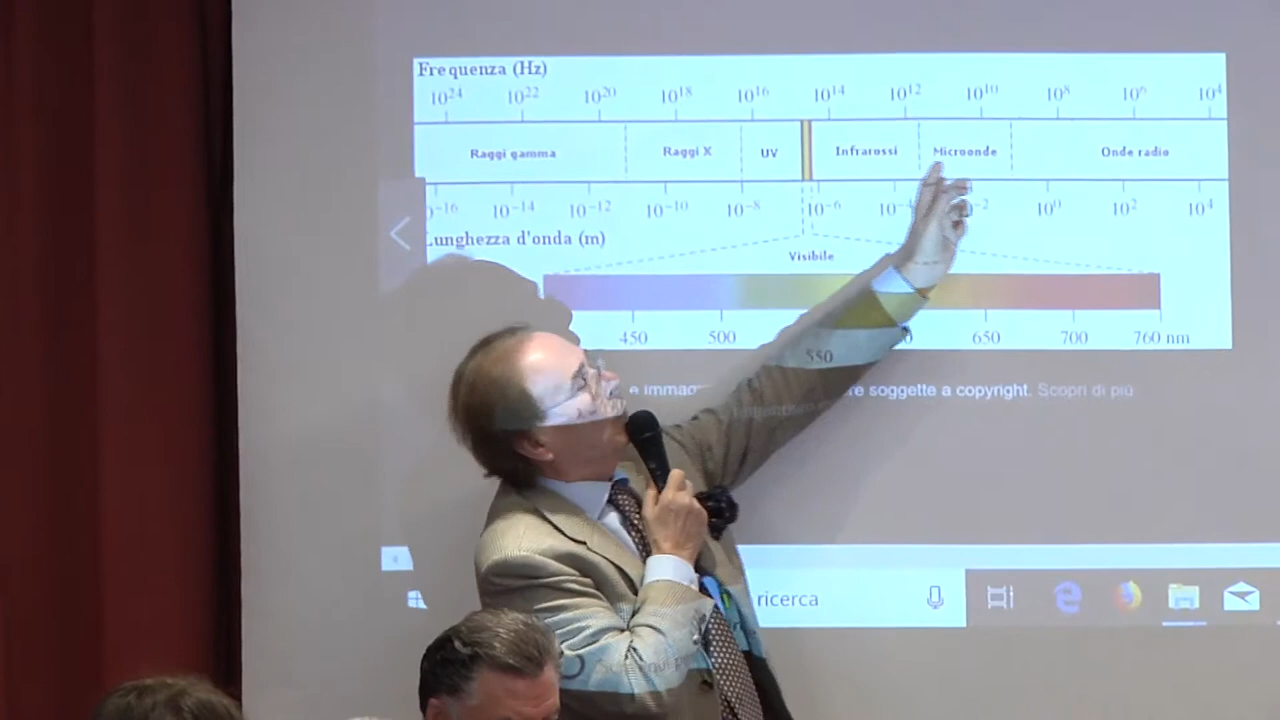 Frequenza (Hz)
10²⁴ 10²² 10²⁰ 10¹⁸ 10¹⁶ 10¹⁴ 10¹² 10¹⁰ 10⁸ 10⁶ 10⁴
Raggi gamma Raggi X UV Infrarossi Microonde Onde radio
10⁻¹⁴ 10⁻¹² 10⁻¹⁰ 10⁻⁸ 10⁻⁶ 10⁰ 10² 10⁴
Lunghezza d'onda (m)
Visibile
450 500 550 650 700 760 nm
soggette a copyright. Scopri di più
ricerca